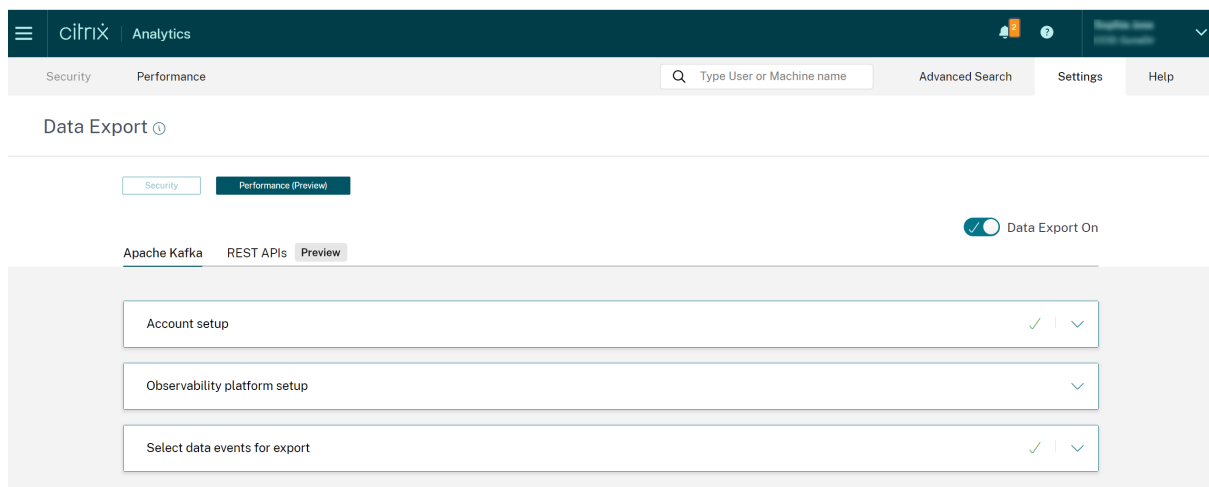 citrix Analytics 2 ?
Security Performance Type User or Machine name Advanced Search Settings Help
Data Export
Security Performance (Preview)
Data Export On
Apache Kafka REST APIs Preview
Account setup
Observability platform setup
Select data events for export